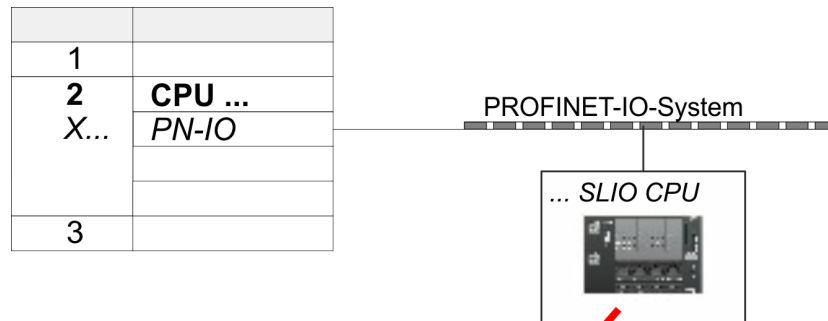 1
2 CPU ...
X... PN-IO
3
PROFINET-IO-System
... SLIO CPU